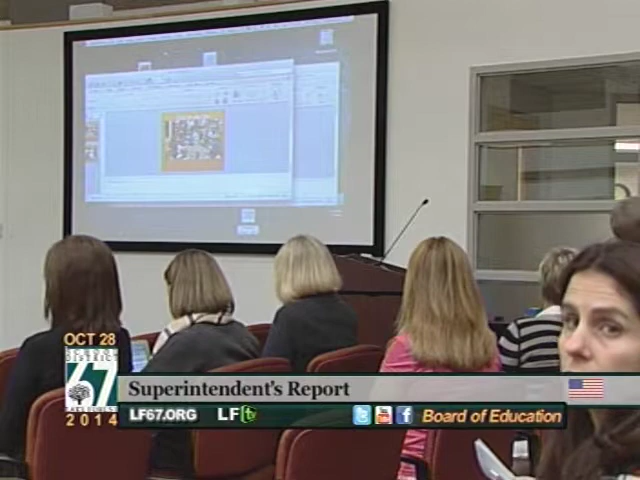 OCT 28
SCHOOL
DISTRICT
67
LAKE FOREST
2014
Superintendent's Report
LF67.ORG LFtv Board of Education